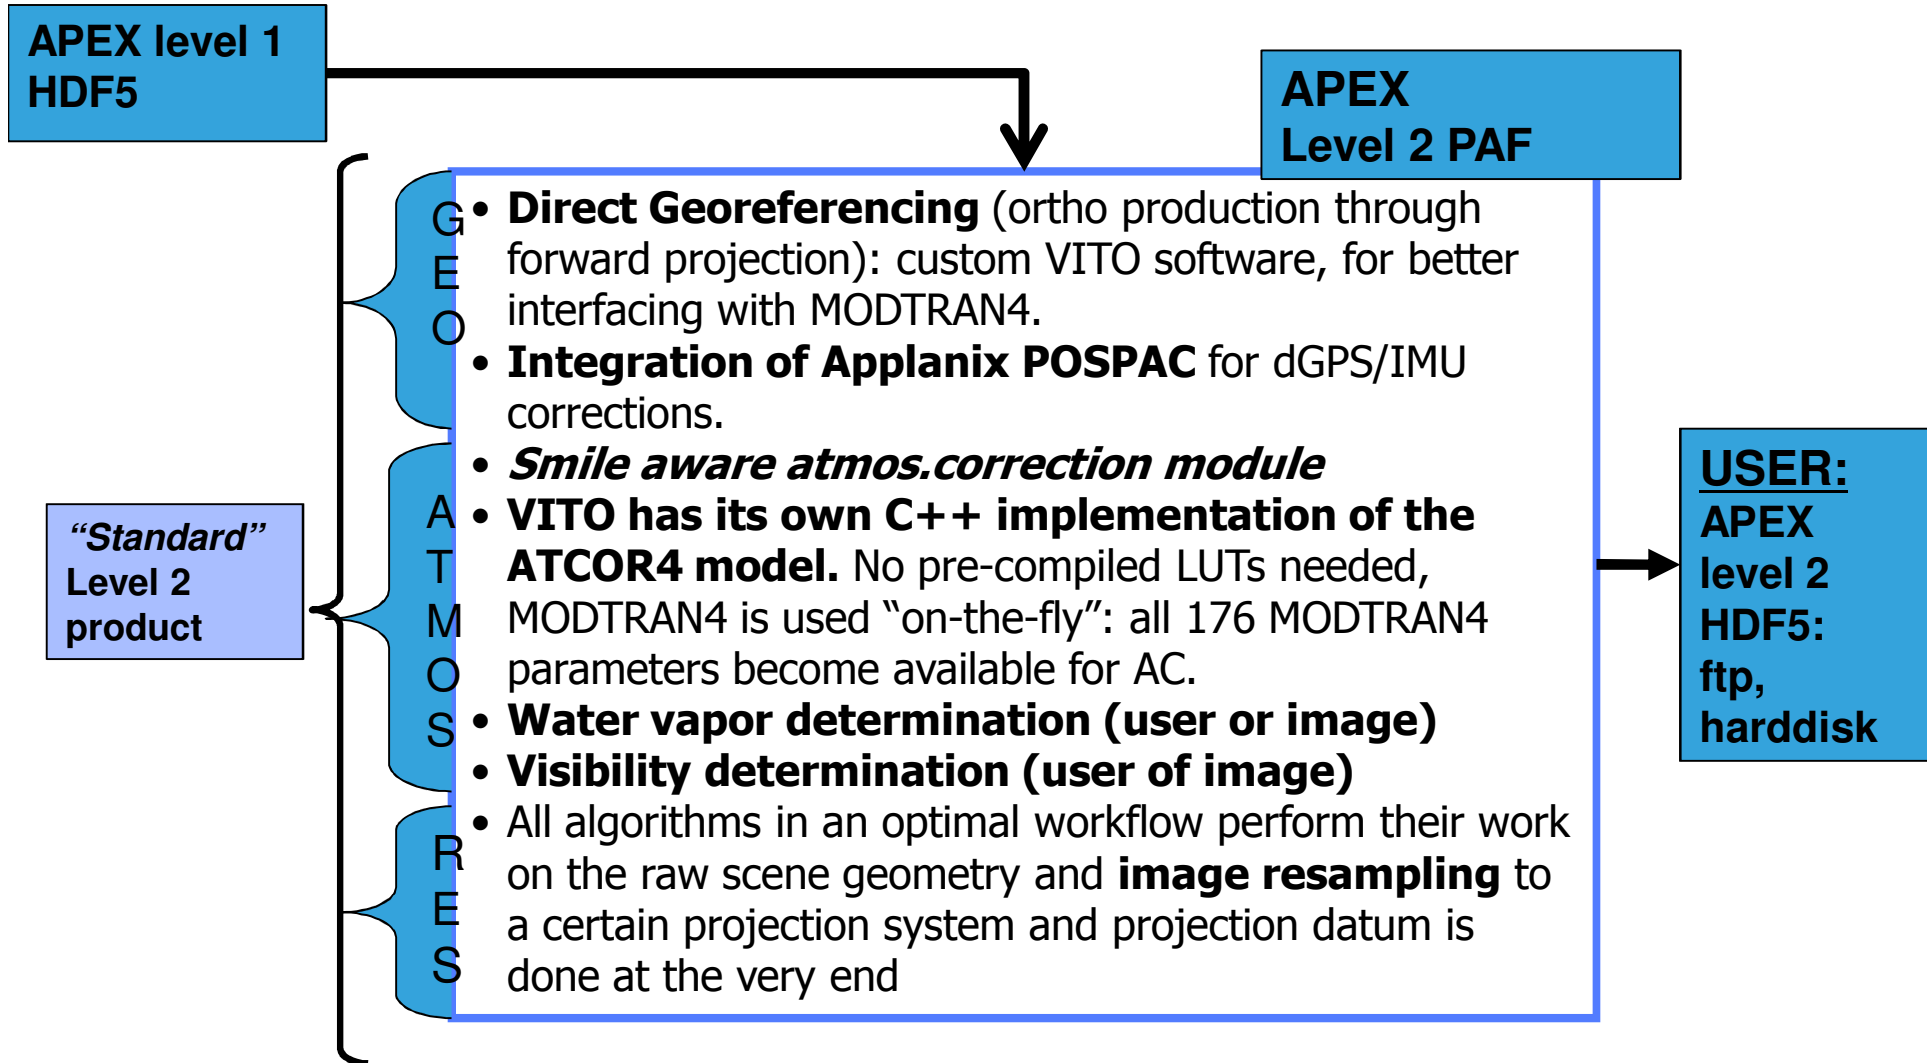 APEX level 1
HDF5
APEX
Level 2 PAF
G
E
O
• Direct Georeferencing (ortho production through
forward projection): custom VITO software, for better
interfacing with MODTRAN4.
• Integration of Applanix POSPAC for dGPS/IMU
corrections.
A
T
M
O
S
• Smile aware atmos.correction module
• VITO has its own C++ implementation of the
ATCOR4 model. No pre-compiled LUTs needed,
MODTRAN4 is used “on-the-fly”: all 176 MODTRAN4
parameters become available for AC.
• Water vapor determination (user or image)
• Visibility determination (user of image)
R
E
S
• All algorithms in an optimal workflow perform their work
on the raw scene geometry and image resampling to
a certain projection system and projection datum is
done at the very end
“Standard”
Level 2
product
USER:
APEX
level 2
HDF5:
ftp,
harddisk